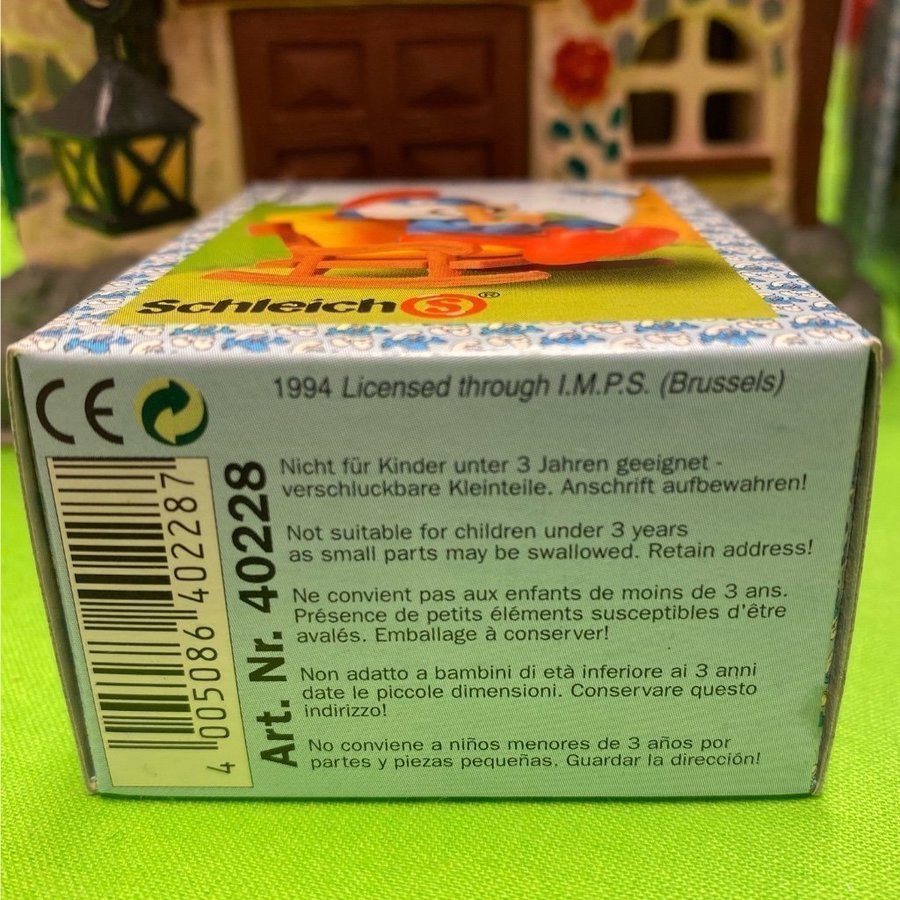 Schleich S ®
CE
1994 Licensed through I.M.P.S. (Brussels)
Nicht für Kinder unter 3 Jahren geeignet -
verschluckbare Kleinteile. Anschrift aufbewahren!
Not suitable for children under 3 years
as small parts may be swallowed. Retain address!
Ne convient pas aux enfants de moins de 3 ans.
Présence de petits éléments susceptibles d'être
avalés. Emballage à conserver!
Non adatto a bambini di età inferiore ai 3 anni
date le piccole dimensioni. Conservare questo
indirizzo!
No conviene a niños menores de 3 años por
partes y piezas pequeñas. Guardar la dirección!
Art. Nr. 40228
4 005086 402287